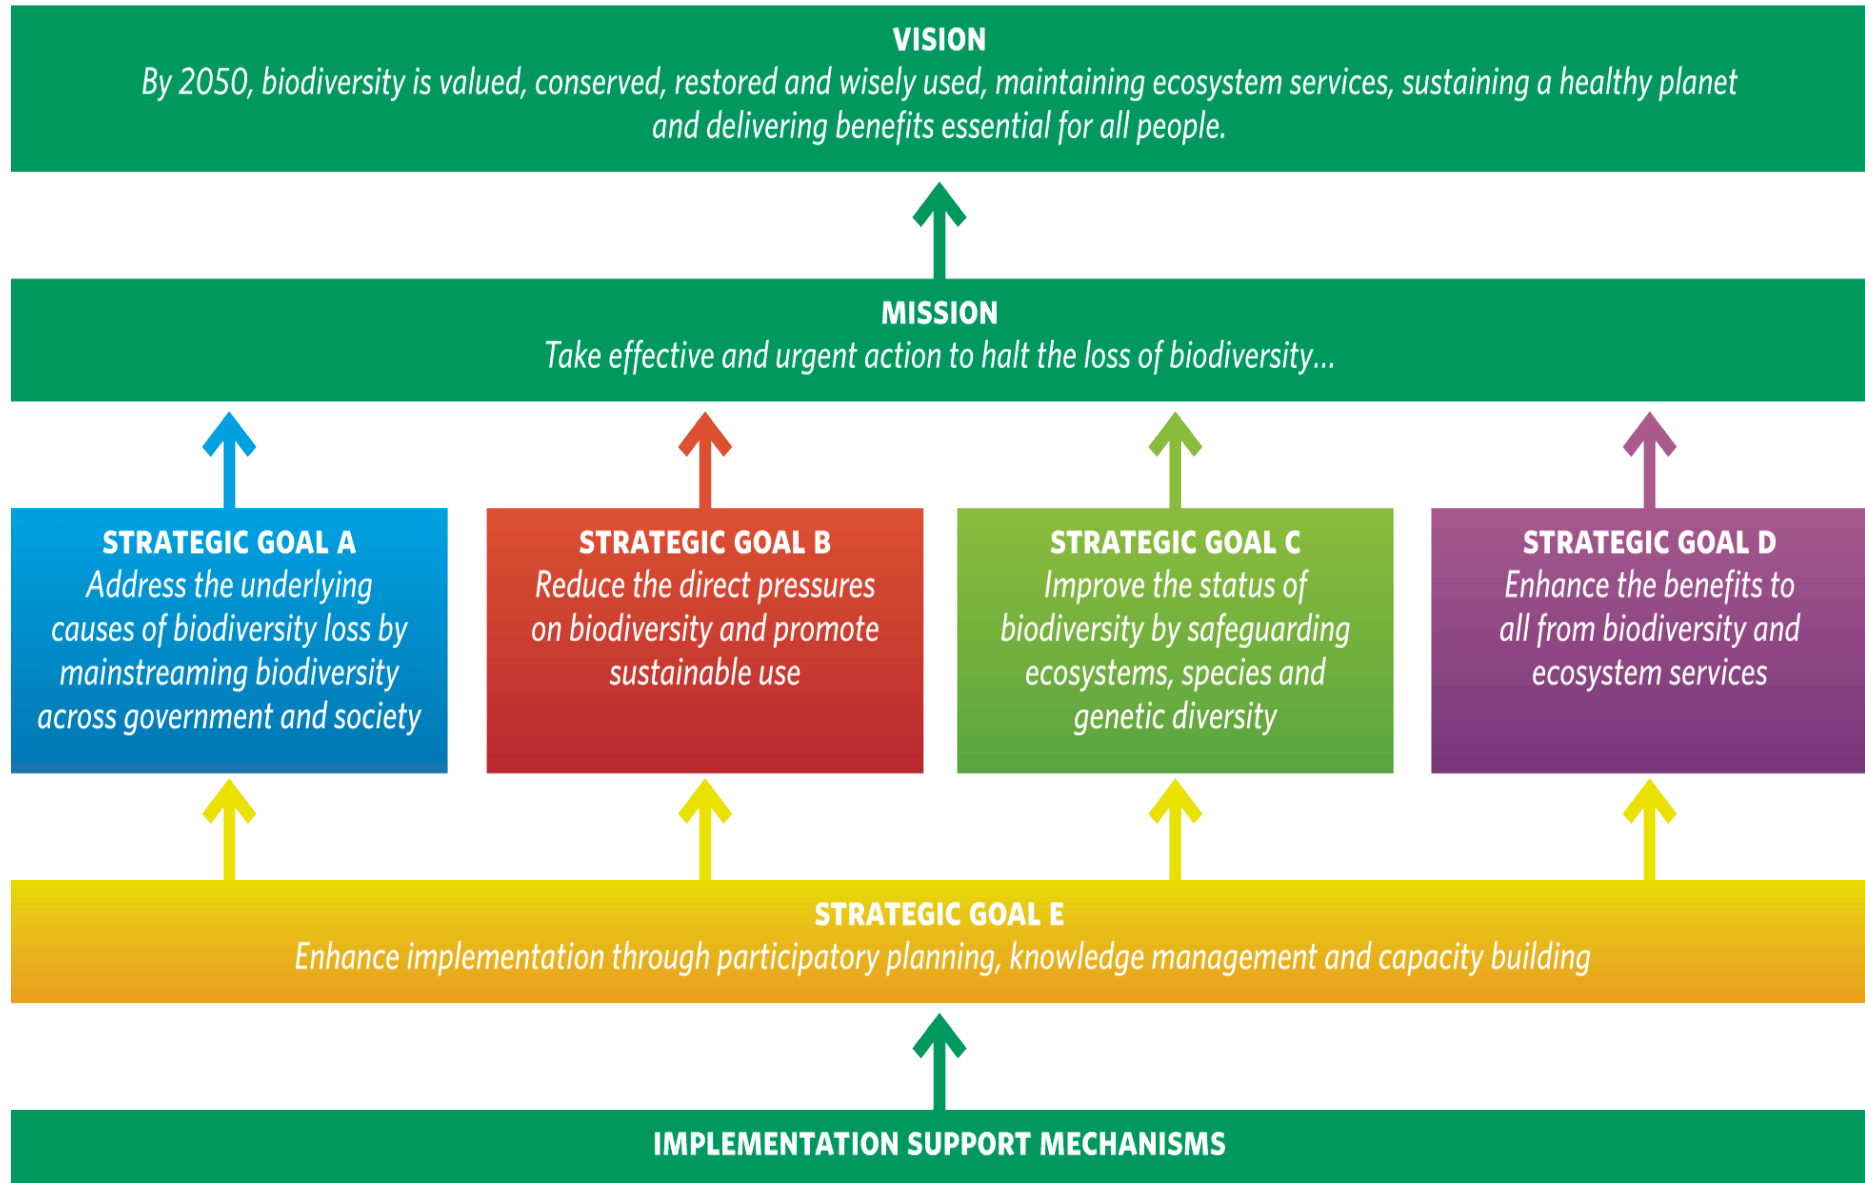 VISION
By 2050, biodiversity is valued, conserved, restored and wisely used, maintaining ecosystem services, sustaining a healthy planet
and delivering benefits essential for all people.
MISSION
Take effective and urgent action to halt the loss of biodiversity...
STRATEGIC GOAL A
Address the underlying
causes of biodiversity loss by
mainstreaming biodiversity
across government and society
STRATEGIC GOAL B
Reduce the direct pressures
on biodiversity and promote
sustainable use
STRATEGIC GOAL C
Improve the status of
biodiversity by safeguarding
ecosystems, species and
genetic diversity
STRATEGIC GOAL D
Enhance the benefits to
all from biodiversity and
ecosystem services
STRATEGIC GOAL E
Enhance implementation through participatory planning, knowledge management and capacity building
IMPLEMENTATION SUPPORT MECHANISMS